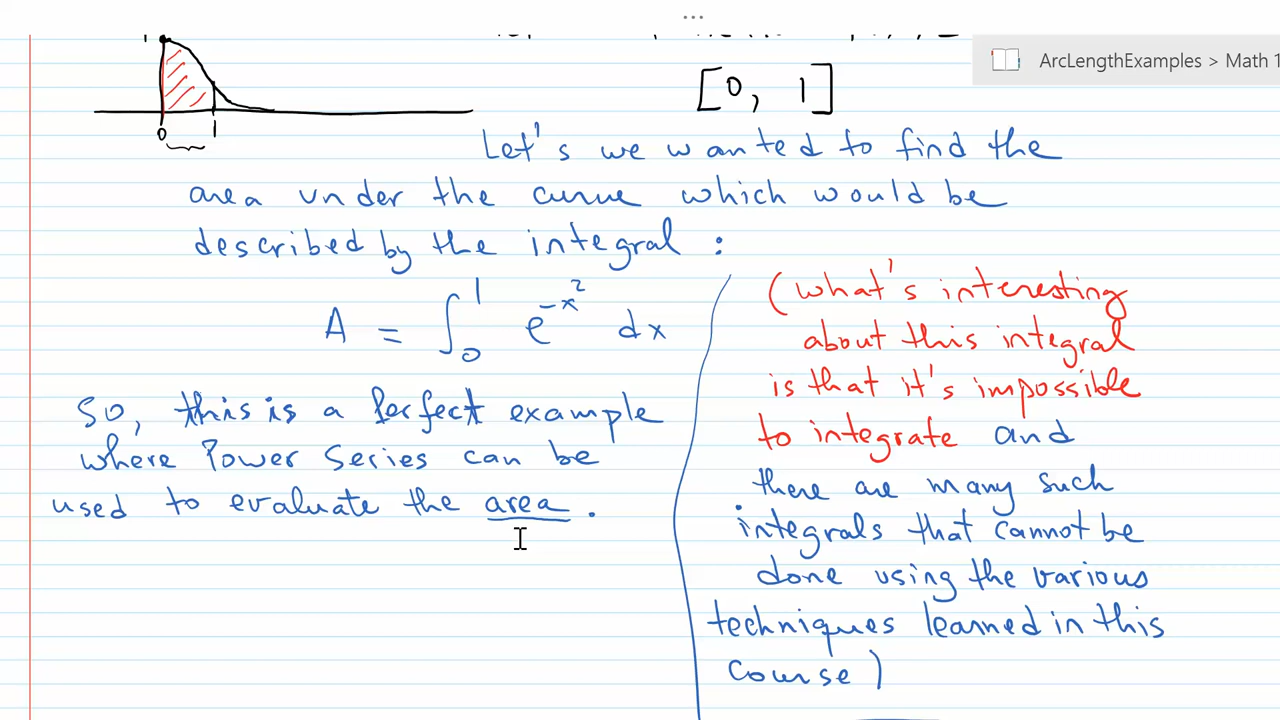 ...
ArcLengthExamples > Math 1
[0, 1]
0 1
Let's we wanted to find the
area under the curve which would be
described by the integral :
A = ∫₀¹ e^{-x²} dx
So, this is a perfect example
where Power Series can be
used to evaluate the area .
(what's interesting
about this integral
is that it's impossible
to integrate and
there are many such
integrals that cannot be
done using the various
techniques learned in this
course)